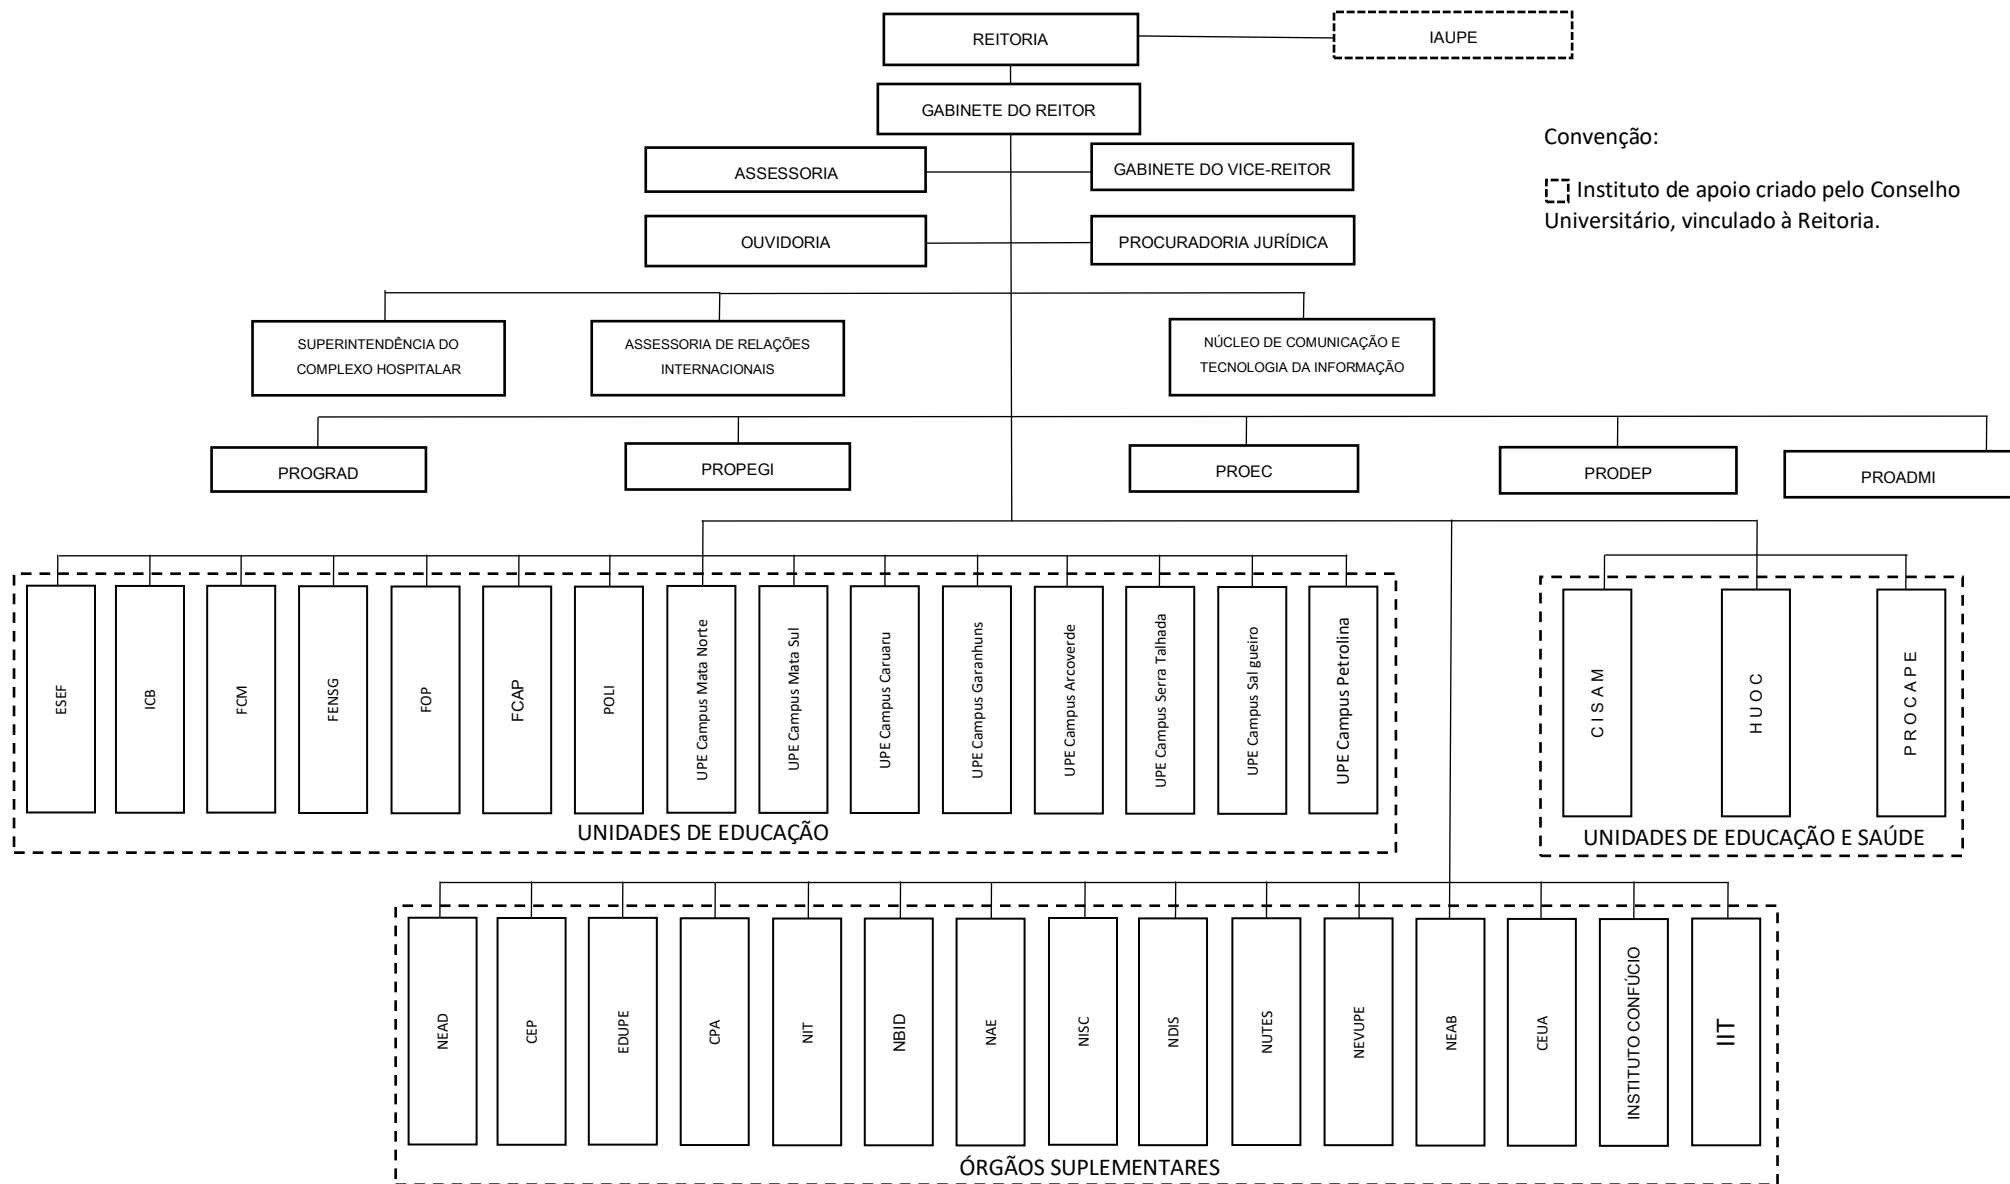 REITORIA
IAUPE
GABINETE DO REITOR
Convenção:
ASSESSORIA
GABINETE DO VICE-REITOR
Instituto de apoio criado pelo Conselho
Universitário, vinculado à Reitoria.
OUVIDORIA
PROCURADORIA JURÍDICA
SUPERINTENDÊNCIA DO
COMPLEXO HOSPITALAR
ASSESSORIA DE RELAÇÕES
INTERNACIONAIS
NÚCLEO DE COMUNICAÇÃO E
TECNOLOGIA DA INFORMAÇÃO
PROGRAD
PROPEGI
PROEC
PRODEP
PROADMI
ESEF
ICB
FCM
FENSG
FOP
FCAP
POLI
UPE Campus Mata Norte
UPE Campus Mata Sul
UPE Campus Caruaru
UPE Campus Garanhuns
UPE Campus Arcoverde
UPE Campus Serra Talhada
UPE Campus Sal gueiro
UPE Campus Petrolina
UNIDADES DE EDUCAÇÃO
C I S A M
H U O C
P R O C A P E
UNIDADES DE EDUCAÇÃO E SAÚDE
NEAD
CEP
EDUPE
CPA
NIT
NBID
NAE
NISC
NDIS
NUTES
NEVUPE
NEAB
CEUA
INSTITUTO CONFÚCIO
IIT
ÓRGÃOS SUPLEMENTARES